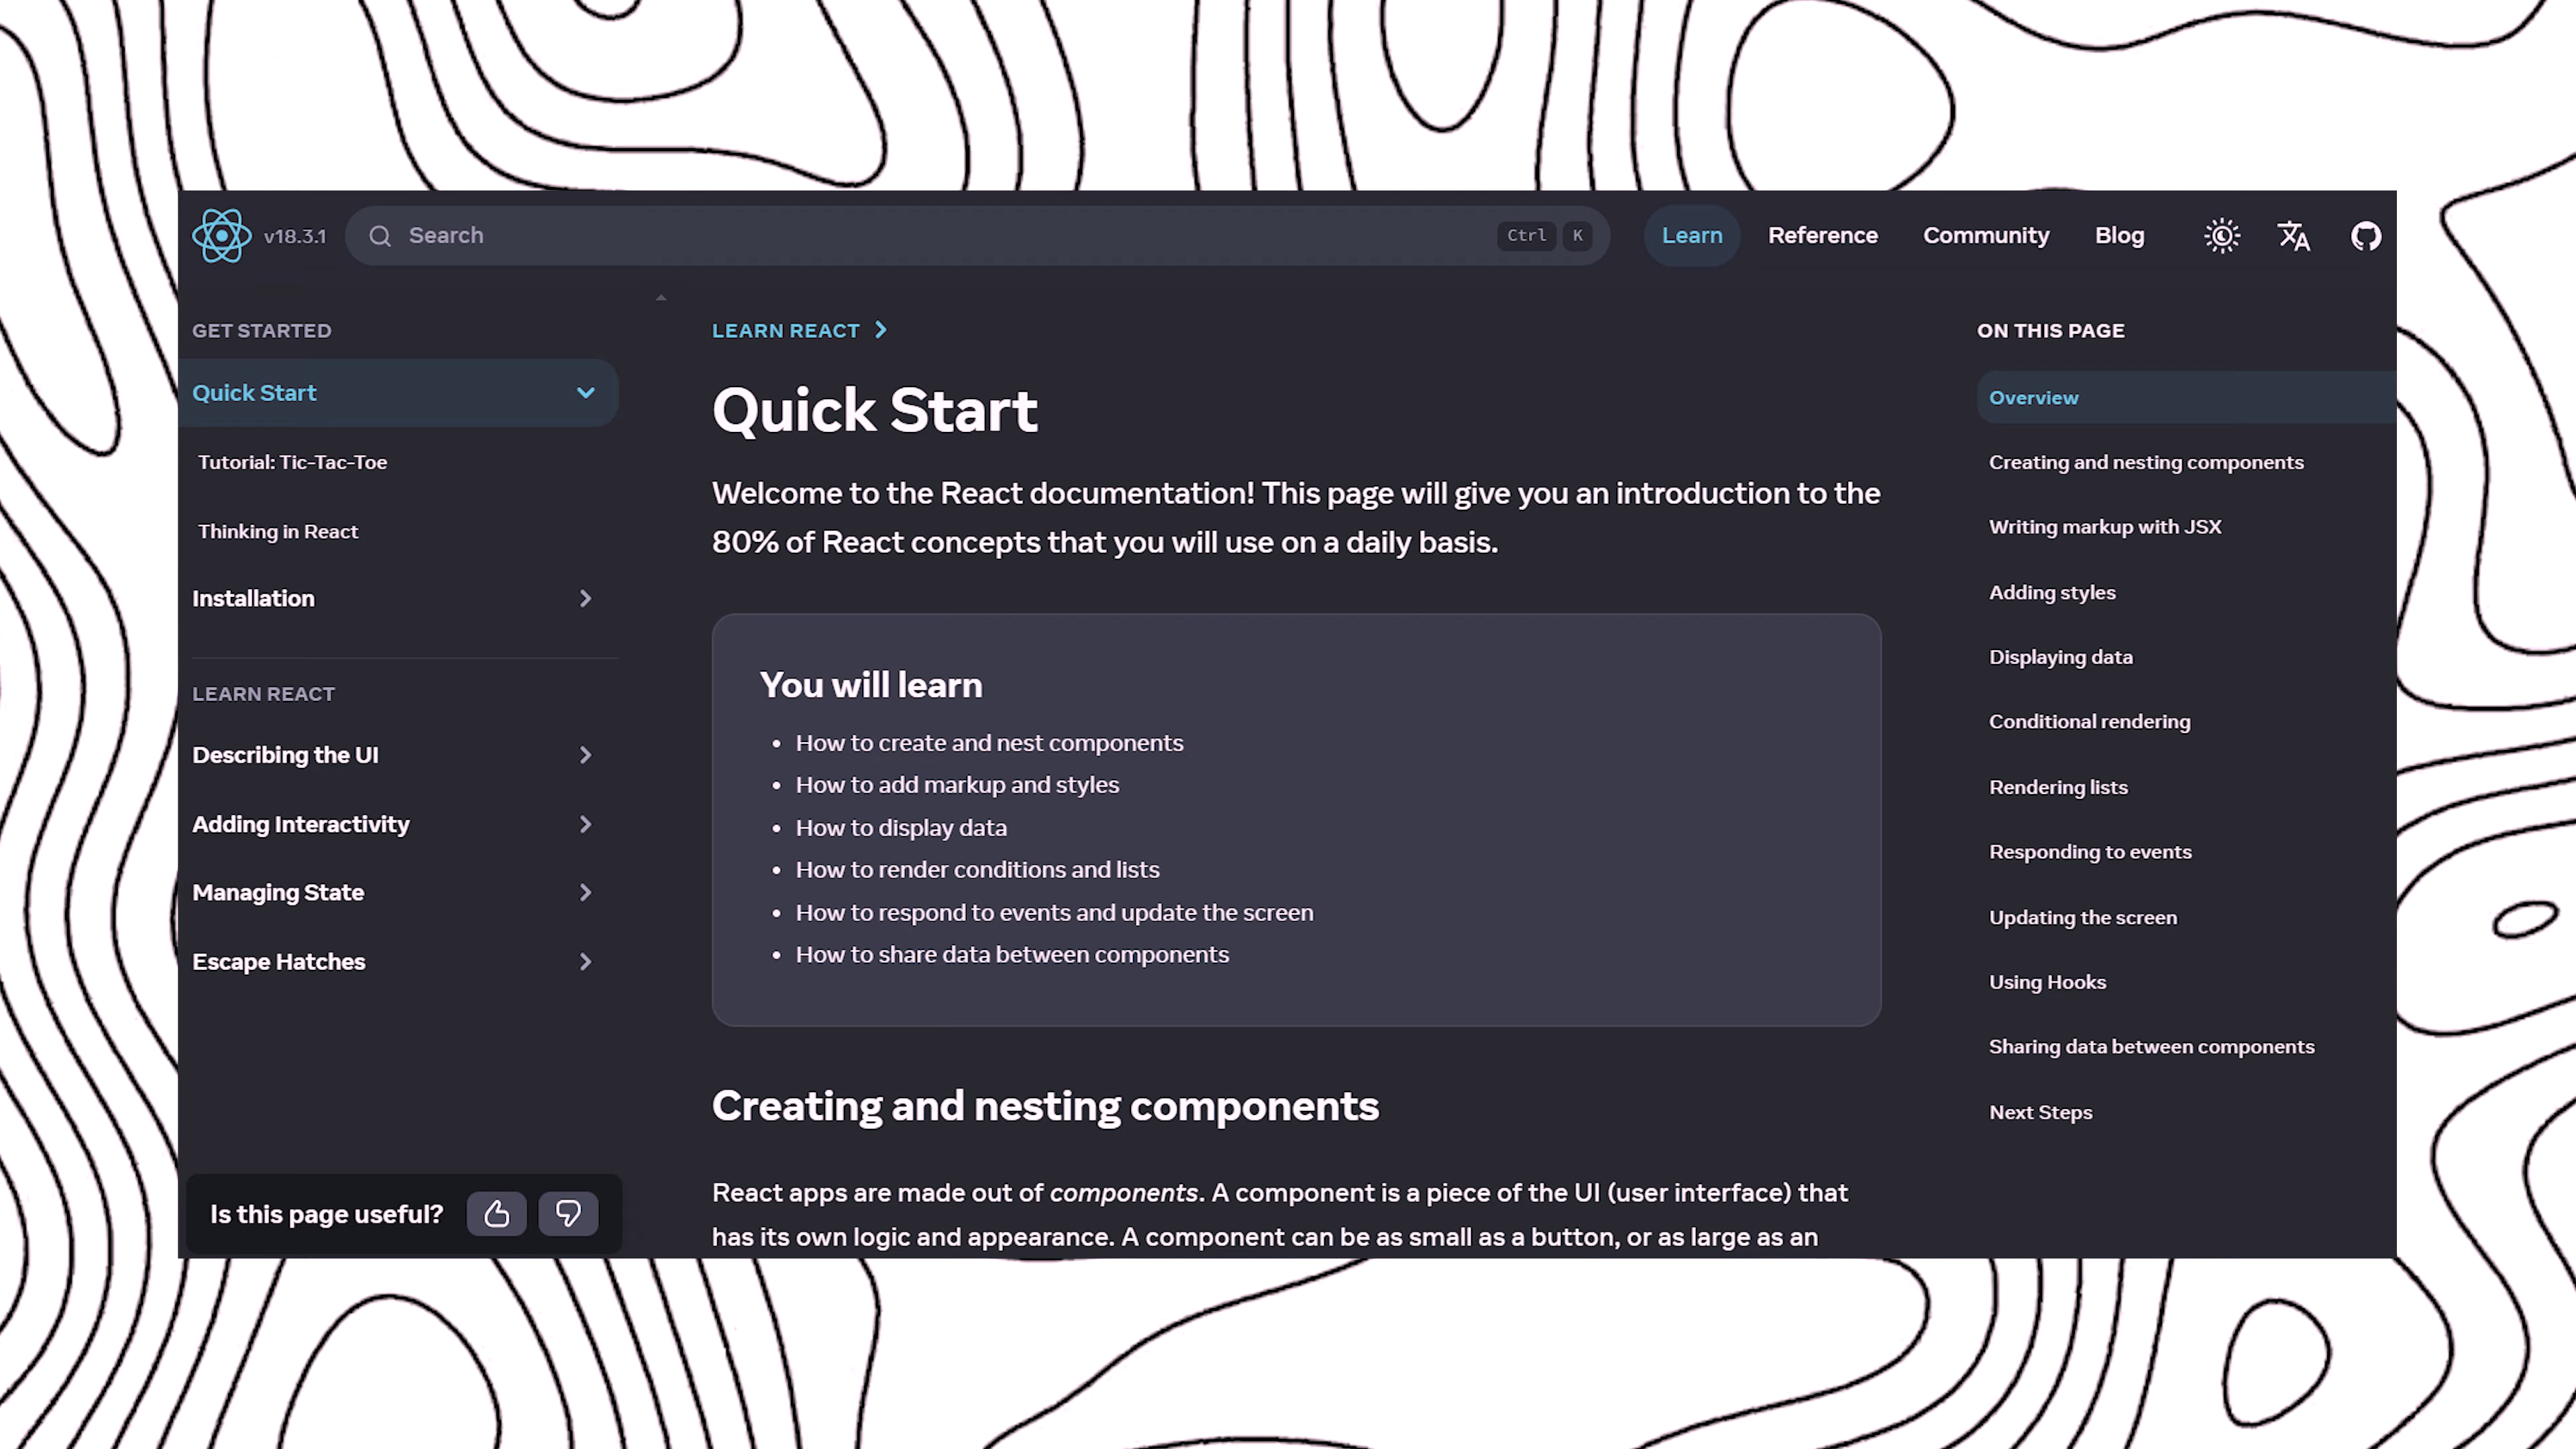 v18.3.1
Search
Ctrl K
Learn
Reference
Community
Blog
GET STARTED
Quick Start
Tutorial: Tic-Tac-Toe
Thinking in React
Installation
LEARN REACT
Describing the UI
Adding Interactivity
Managing State
Escape Hatches
Is this page useful?
LEARN REACT
Quick Start
Welcome to the React documentation! This page will give you an introduction to the
80% of React concepts that you will use on a daily basis.
You will learn
• How to create and nest components
• How to add markup and styles
• How to display data
• How to render conditions and lists
• How to respond to events and update the screen
• How to share data between components
Creating and nesting components
React apps are made out of components. A component is a piece of the UI (user interface) that
has its own logic and appearance. A component can be as small as a button, or as large as an
ON THIS PAGE
Overview
Creating and nesting components
Writing markup with JSX
Adding styles
Displaying data
Conditional rendering
Rendering lists
Responding to events
Updating the screen
Using Hooks
Sharing data between components
Next Steps